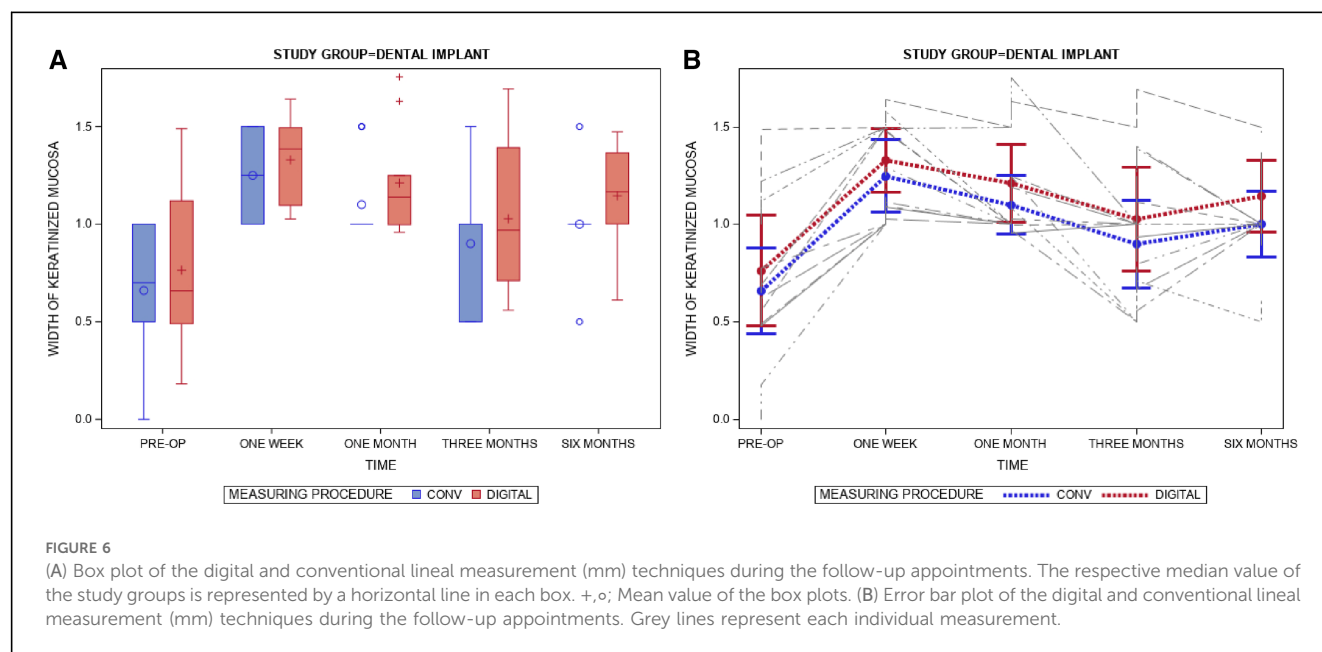 A
STUDY GROUP=DENTAL IMPLANT
WIDTH OF KERATINIZED MUCOSA
1.5
1.0
0.5
0.0
PRE-OP ONE WEEK ONE MONTH THREE MONTHS SIX MONTHS
TIME
MEASURING PROCEDURE CONV DIGITAL
B
STUDY GROUP=DENTAL IMPLANT
WIDTH OF KERATINIZED MUCOSA
1.5
1.0
0.5
0.0
PRE-OP ONE WEEK ONE MONTH THREE MONTHS SIX MONTHS
TIME
MEASURING PROCEDURE CONV DIGITAL
FIGURE 6
(A) Box plot of the digital and conventional lineal measurement (mm) techniques during the follow-up appointments. The respective median value of
the study groups is represented by a horizontal line in each box. +,∘; Mean value of the box plots. (B) Error bar plot of the digital and conventional lineal
measurement (mm) techniques during the follow-up appointments. Grey lines represent each individual measurement.